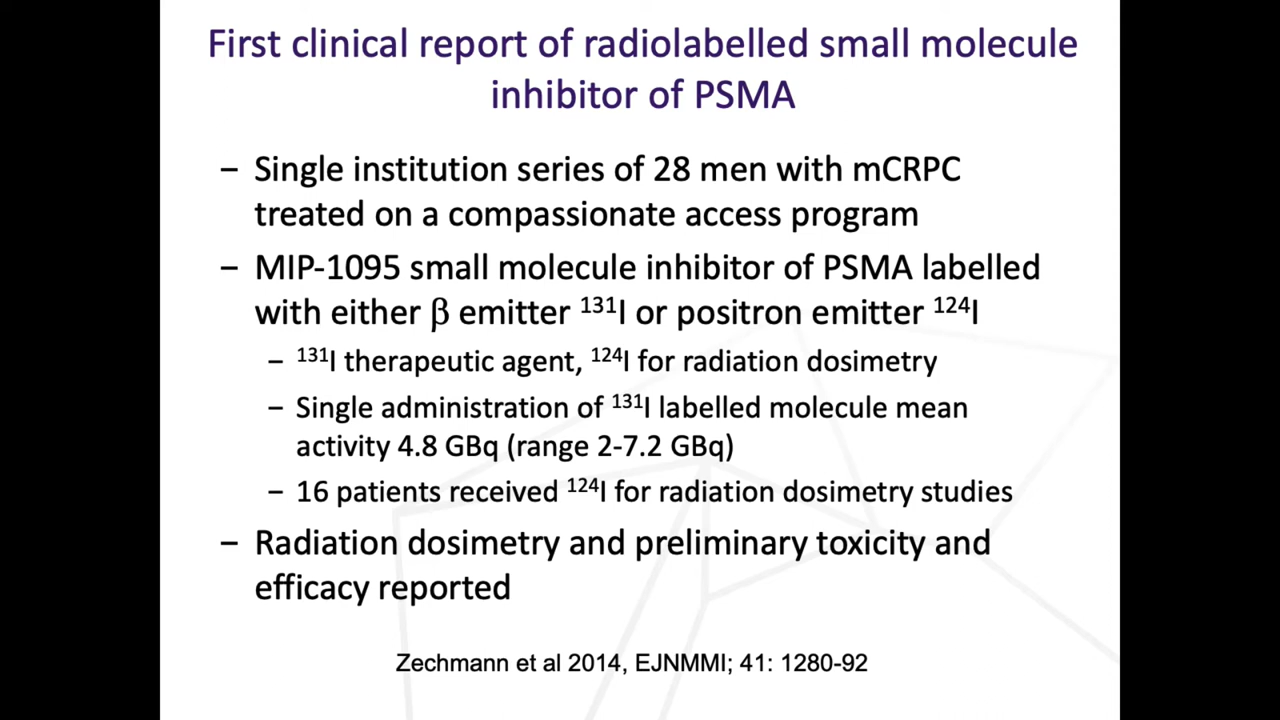 First clinical report of radiolabelled small molecule
inhibitor of PSMA
– Single institution series of 28 men with mCRPC
treated on a compassionate access program
– MIP-1095 small molecule inhibitor of PSMA labelled
with either β emitter ¹³¹I or positron emitter ¹²⁴I
– ¹³¹I therapeutic agent, ¹²⁴I for radiation dosimetry
– Single administration of ¹³¹I labelled molecule mean
activity 4.8 GBq (range 2-7.2 GBq)
– 16 patients received ¹²⁴I for radiation dosimetry studies
– Radiation dosimetry and preliminary toxicity and
efficacy reported
Zechmann et al 2014, EJNMMI; 41: 1280-92